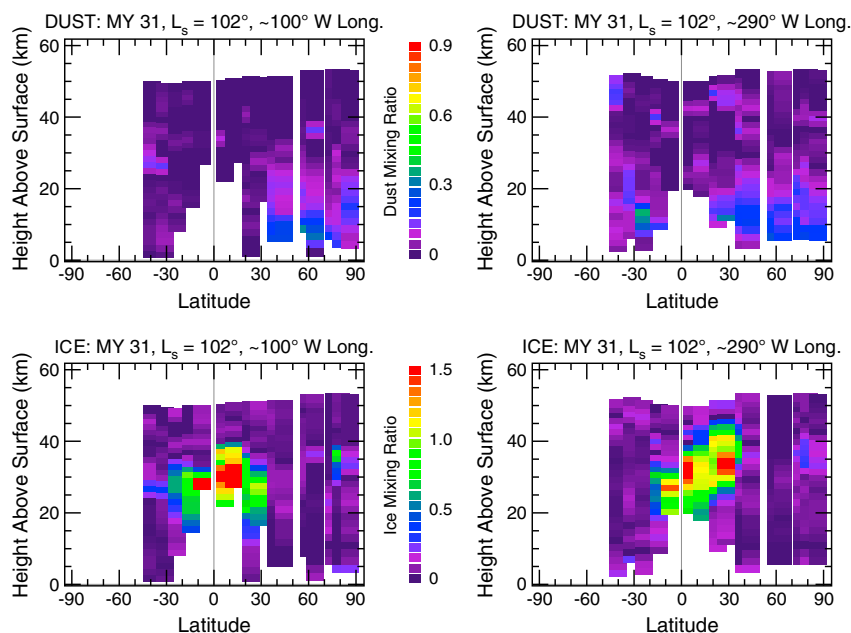 DUST: MY 31, Ls = 102°, ~100° W Long.
DUST: MY 31, Ls = 102°, ~290° W Long.
Height Above Surface (km)
60
40
20
0
-90 -60 -30 0 30 60 90
Latitude
Dust Mixing Ratio
0.9
0.6
0.3
0
Height Above Surface (km)
60
40
20
0
-90 -60 -30 0 30 60 90
Latitude
ICE: MY 31, Ls = 102°, ~100° W Long.
ICE: MY 31, Ls = 102°, ~290° W Long.
Height Above Surface (km)
60
40
20
0
-90 -60 -30 0 30 60 90
Latitude
Ice Mixing Ratio
1.5
1.0
0.5
0
Height Above Surface (km)
60
40
20
0
-90 -60 -30 0 30 60 90
Latitude